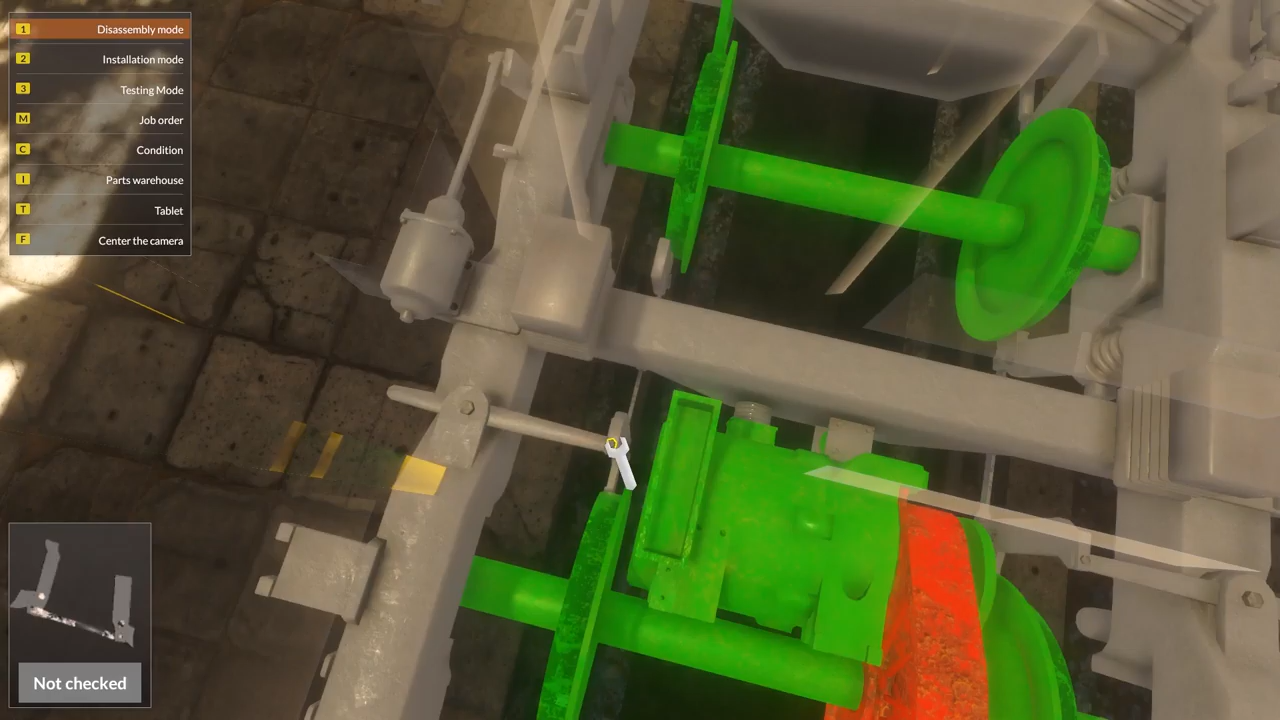 1 Disassembly mode
2 Installation mode
3 Testing Mode
M Job order
C Condition
I Parts warehouse
T Tablet
F Center the camera
Not checked